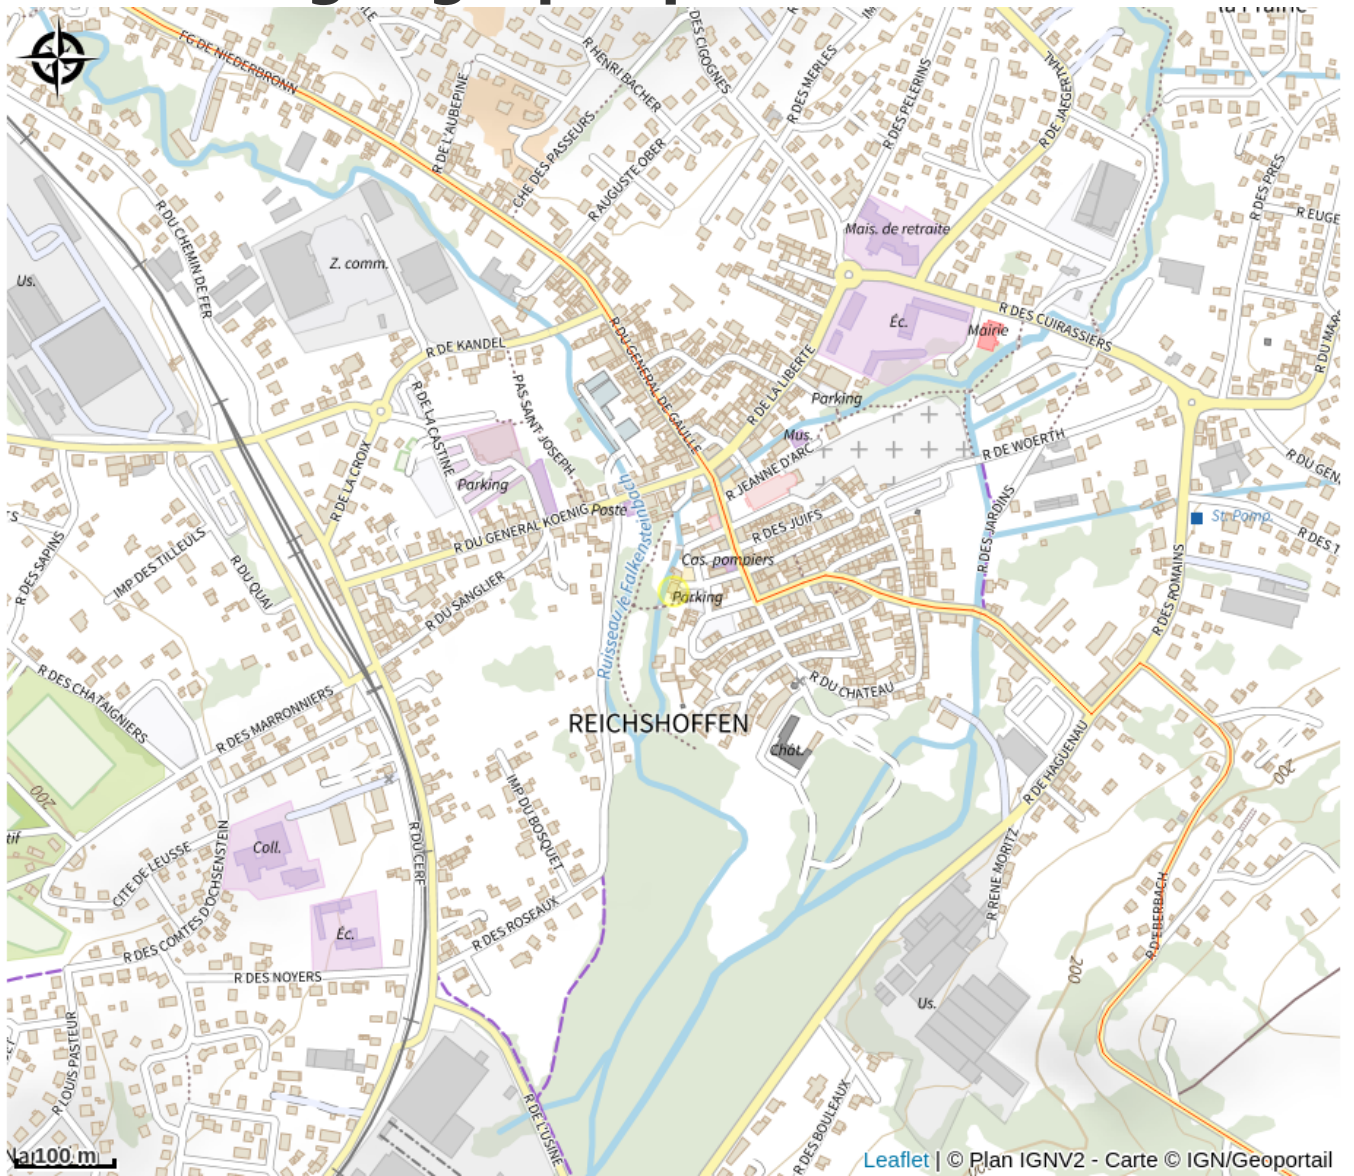 FG DE NIEDERBRONN
R DE L'AUBEPINE
R HENRI BACHER
DES CIGOGNES
R DES MERLES
R DES PELERINS
R DE JAEGERTHAL
CHE DES PASSEURS
R AUGUSTE OBER
R DES PRES
R EUGE
R DU CHEMIN DE FER
Mais. de retraite
Us.
Z. comm.
R DES CUIRASSIERS
Éc.
Mairie
R DU GENERAL DE GAULLE
R DE KANDEL
R DE LA LIBERTE
R DU MAR
PAS SAINT-JOSEPH
R DE LA CASTINE
Parking
R DE LA CROIX
Mus.
R JEANNE D'ARC
R DE WOERTH
R DU GEN
Parking
R DU GENERAL KOENIG
Poste
R DES JUIFS
St. Pomp.
R DES SAPINS
IMP DES TILLEULS
R DU QUAI
R DU SANGLIER
Ruisseau le Falkensteinbach
Cas. pompiers
Parking
R DES JARDINS
R DES ROMAINS
R DES CHATAIGNIERS
R DES MARRONNIERS
R DU CHATEAU
REICHSHOFFEN
Chât.
R DE HAGUENAU
200
200
IMP DU BOSQUET
tif
Coll.
CITE DE LEUSSE
R DES COMTES D'OCHSENSTEIN
R DU CERF
R RENE MORITZ
R D'EBERBACH
Éc.
R DES ROSEAUX
R DES NOYERS
200
Us.
R LOUIS PASTEUR
R DE L'USINE
R DES BOULEAUX
100 m
Leaflet | © Plan IGNV2 - Carte © IGN/Geoportail